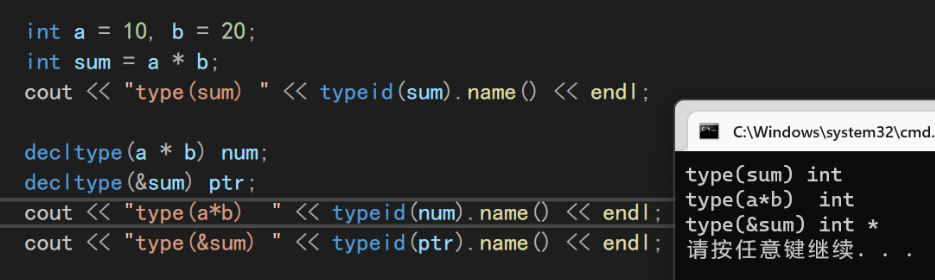 int a = 10, b = 20;
int sum = a * b;
cout << "type(sum) " << typeid(sum).name() << endl;
decltype(a * b) num;
decltype(&sum) ptr;
cout << "type(a*b)  " << typeid(num).name() << endl;
cout << "type(&sum) " << typeid(ptr).name() << endl;
C:\Windows\system32\cmd.
type(sum) int
type(a*b)  int
type(&sum) int *
请按任意键继续. . .